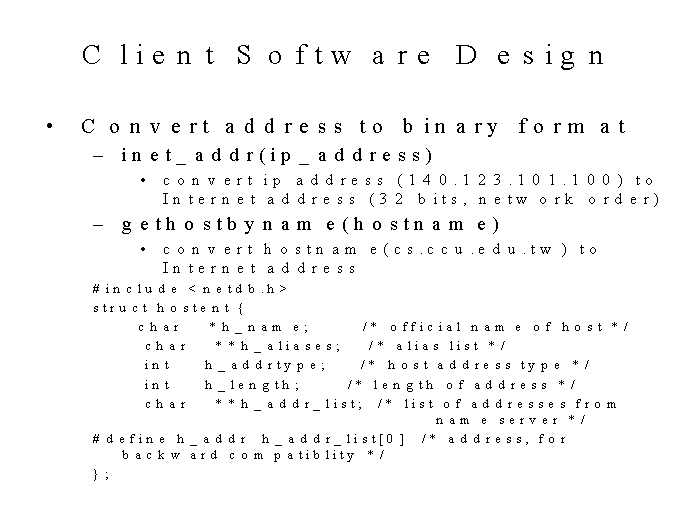 Client Software Design
• Convert address to binary format
– inet_addr(ip_address)
• convert ip address (140.123.101.100) to
Internet address (32 bits, network order)
– gethostbyname(hostname)
• convert hostname(cs.ccu.edu.tw) to
Internet address
#include <netdb.h>
struct hostent {
char *h_name; /* official name of host */
char **h_aliases; /* alias list */
int h_addrtype; /* host address type */
int h_length; /* length of address */
char **h_addr_list; /* list of addresses from
name server */
#define h_addr h_addr_list[0] /* address, for
backward compatiblity */
};